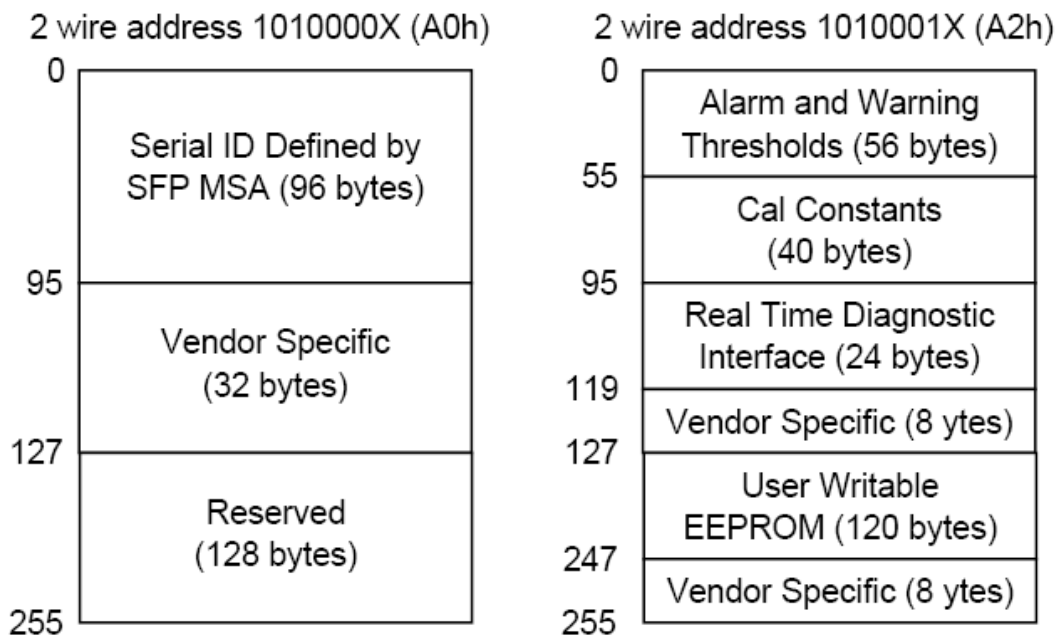 2 wire address 1010000X (A0h)
0
Serial ID Defined by
SFP MSA (96 bytes)
95
Vendor Specific
(32 bytes)
127
Reserved
(128 bytes)
255
2 wire address 1010001X (A2h)
0
Alarm and Warning
Thresholds (56 bytes)
55
Cal Constants
(40 bytes)
95
Real Time Diagnostic
Interface (24 bytes)
119
Vendor Specific (8 ytes)
127
User Writable
EEPROM (120 bytes)
247
Vendor Specific (8 ytes)
255